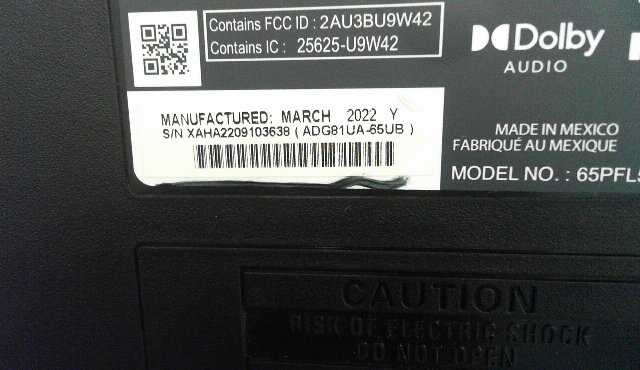 Contains FCC ID : 2AU3BU9W42
Contains IC : 25625-U9W42
Dolby
AUDIO
MANUFACTURED: MARCH 2022 Y
S/N XAHA2209103638 ( ADG81UA-65UB )
MADE IN MEXICO
FABRIQUÉ AU MEXIQUE
MODEL NO. : 65PFL5
CAUTION
RISK OF ELECTRIC SHOCK
DO NOT OPEN